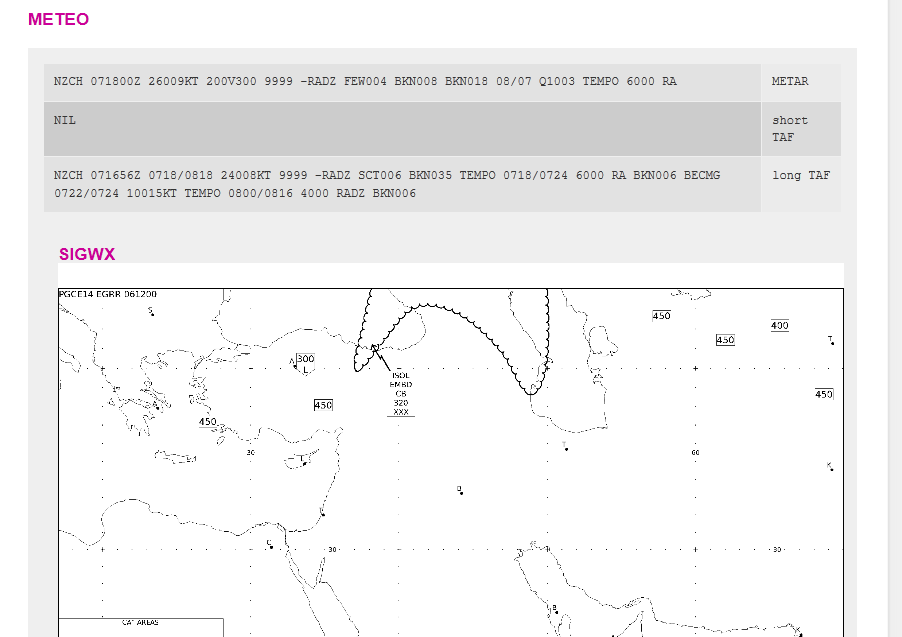 METEO
NZCH 071800Z 26009KT 200V300 9999 -RADZ FEW004 BKN008 BKN018 08/07 Q1003 TEMPO 6000 RA
METAR
NIL
short
TAF
NZCH 071656Z 0718/0818 24008KT 9999 -RADZ SCT006 BKN035 TEMPO 0718/0724 6000 RA BKN006 BECMG
0722/0724 10015KT TEMPO 0800/0816 4000 RADZ BKN006
long TAF
SIGWX
PGCE14 EGRR 061200
S
450
400
450
T
A
300
L
ISOL
EMBD
CB
320
XXX
450
450
A
450
30
60
T
L
K
B
T
C
30
30
B
K
CAT AREAS